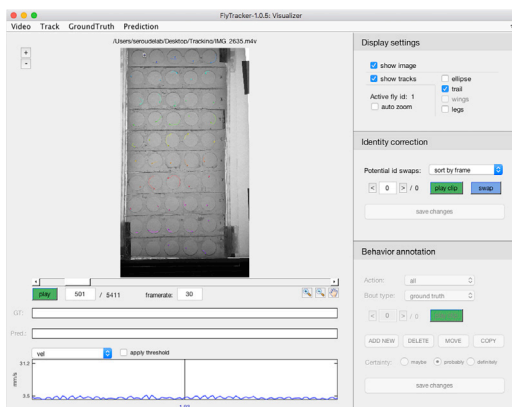 FlyTracker-1.0.5: Visualizer
Video Track GroundTruth Prediction
/Users/seroudelab/Desktop/Tracking/IMG_2635.m4v
+
-
Display settings
show image
show tracks
ellipse
trail
wings
legs
Active fly id: 1
auto zoom
Identity correction
Potential id swaps: sort by frame
< 0 > / 0 play clip swap
save changes
Behavior annotation
Action: all
Bout type: ground truth
< 0 > / 0
ADD NEW DELETE MOVE COPY
Certainty: maybe probably definitely
save changes
play 501 / 5411 framerate: 30
GT:
Pred.:
vel apply threshold
31.2
mm/s
3.5